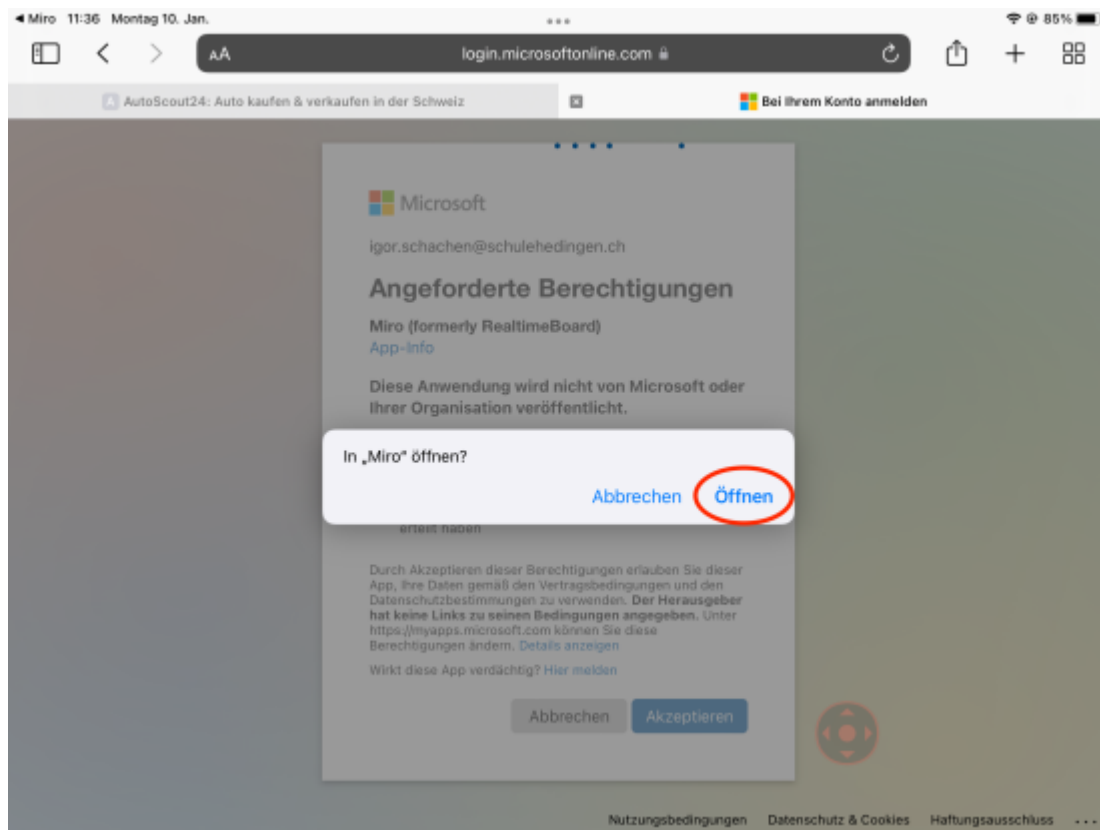 Miro 11:36 Montag 10. Jan.
85%
AA
login.microsoftonline.com
AutoScout24: Auto kaufen & verkaufen in der Schweiz
Bei Ihrem Konto anmelden
Microsoft
igor.schachen@schulehedingen.ch
Angeforderte Berechtigungen
Miro (formerly RealtimeBoard)
App-Info
Diese Anwendung wird nicht von Microsoft oder
Ihrer Organisation veröffentlicht.
In „Miro“ öffnen?
Abbrechen Öffnen
erteilt haben
Durch Akzeptieren dieser Berechtigungen erlauben Sie dieser
App, Ihre Daten gemäß den Vertragsbedingungen und den
Datenschutzbestimmungen zu verwenden. Der Herausgeber
hat keine Links zu seinen Bedingungen angegeben. Unter
https://myapps.microsoft.com können Sie diese
Berechtigungen ändern. Details anzeigen
Wirkt diese App verdächtig? Hier melden
Abbrechen Akzeptieren
Nutzungsbedingungen Datenschutz & Cookies Haftungsausschluss ...